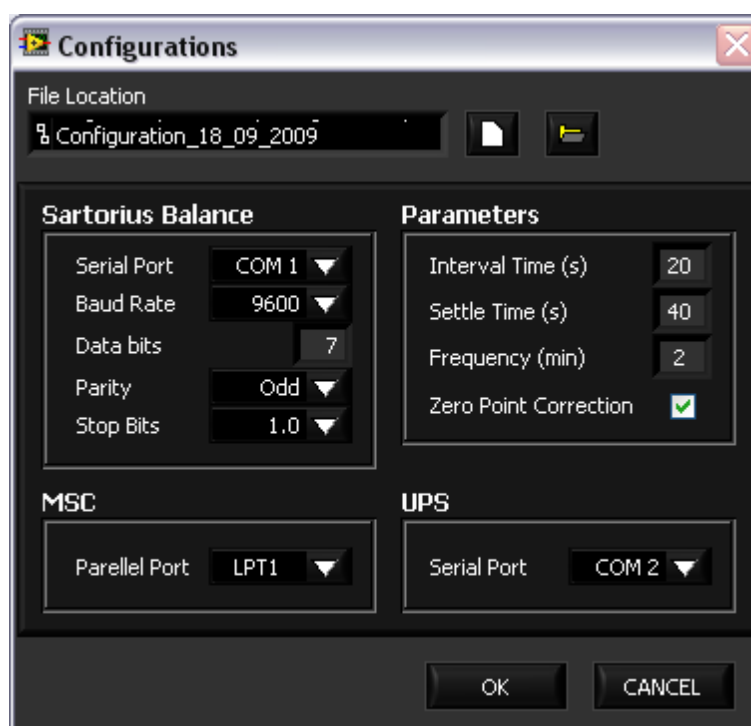 Configurations
File Location
Configuration_18_09_2009
Sartorius Balance
Serial Port COM 1
Baud Rate 9600
Data bits 7
Parity Odd
Stop Bits 1.0
Parameters
Interval Time (s) 20
Settle Time (s) 40
Frequency (min) 2
Zero Point Correction
MSC
Parellel Port LPT1
UPS
Serial Port COM 2
OK
CANCEL